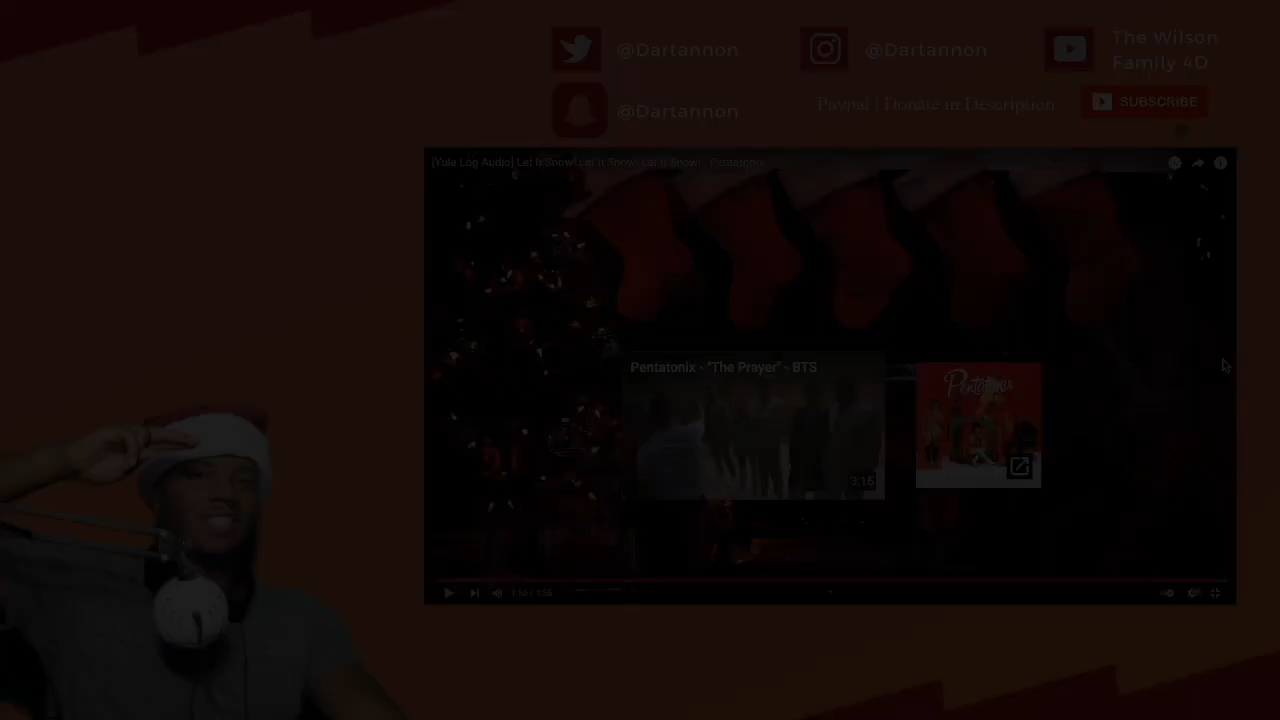 @Dartannon
@Dartannon
The Wilson
Family 4D
@Dartannon
Paypal | Donate in Description
SUBSCRIBE
[Yule Log Audio] Let It Snow! Let It Snow! Let It Snow! - Pentatonix
Pentatonix - "The Prayer" - BTS
Pentatonix
3:15